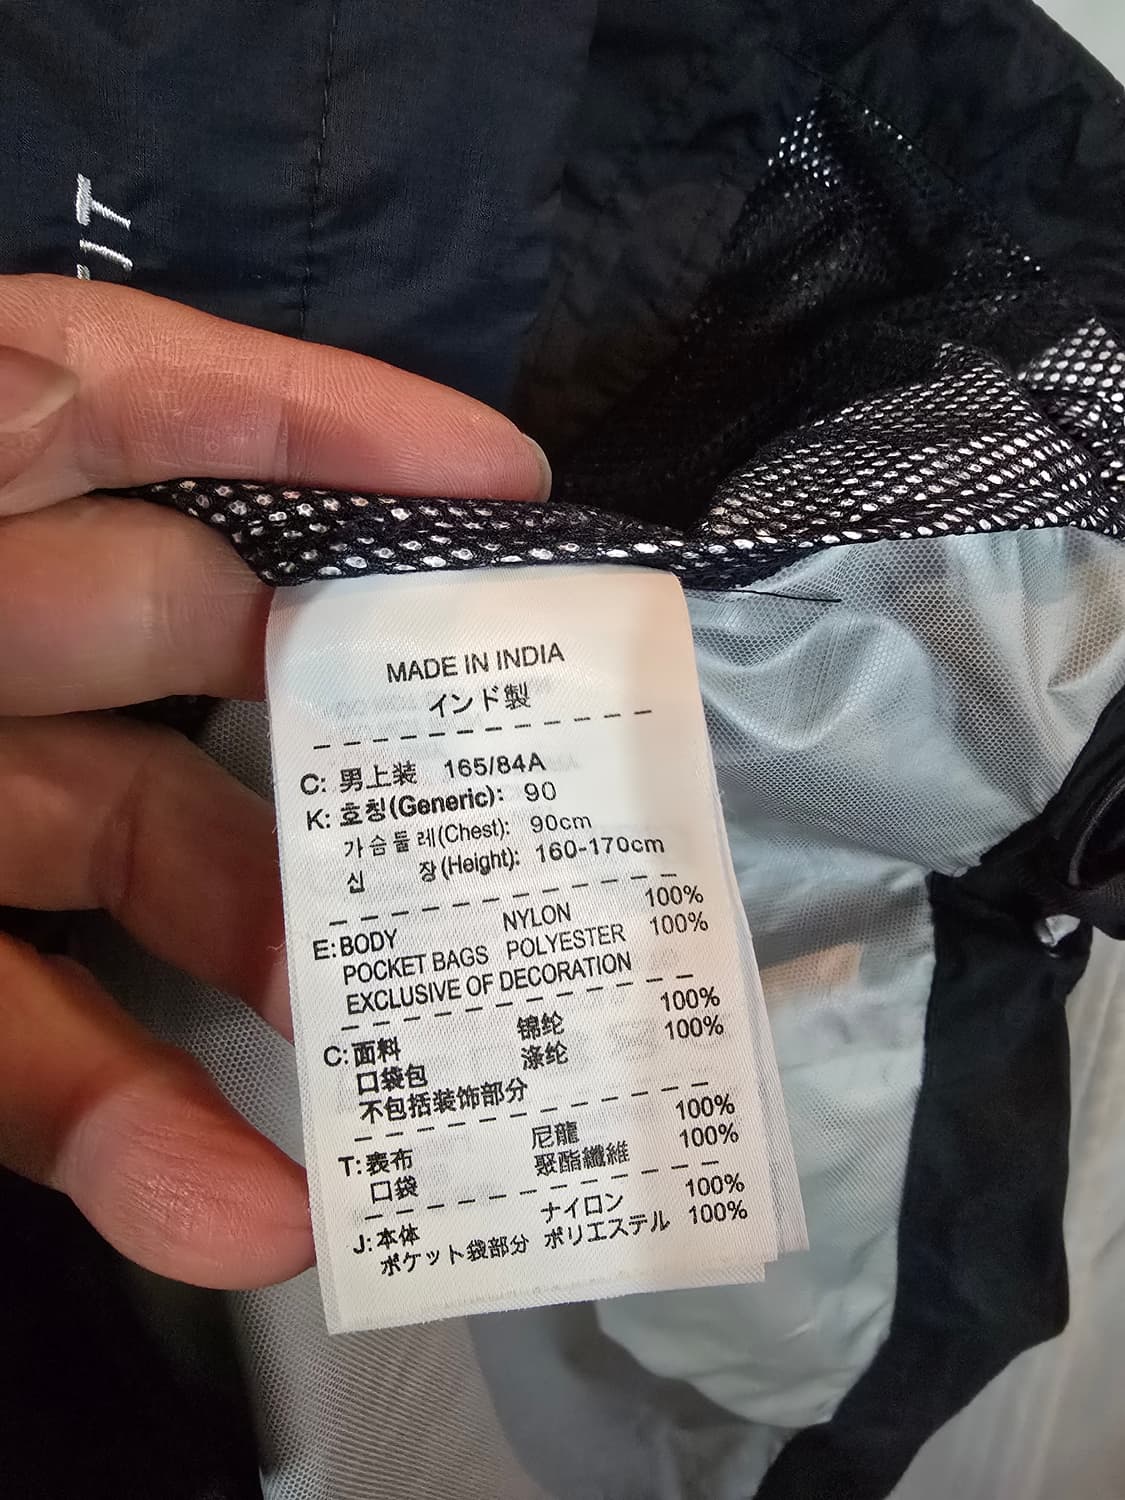 MADE IN INDIA
インド製
C: 男上装 165/84A
K: 호칭(Generic): 90
가슴둘레(Chest): 90cm
신 장(Height): 160-170cm
E: BODY NYLON 100%
POCKET BAGS POLYESTER 100%
EXCLUSIVE OF DECORATION
C: 面料 锦纶 100%
口袋包 涤纶 100%
不包括装饰部分
T: 表布 尼龍 100%
口袋 聚酯纖維 100%
J: 本体 ナイロン 100%
ポケット袋部分 ポリエステル 100%